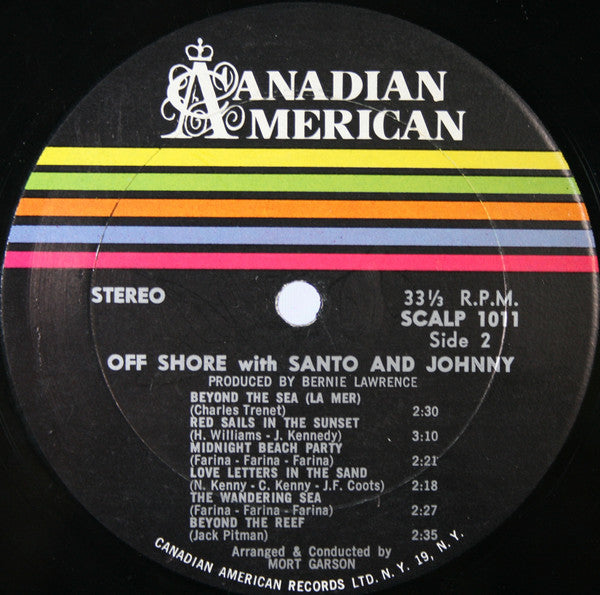 CANADIAN
AMERICAN
STEREO
33⅓ R.P.M.
SCALP 1011
Side 2
OFF SHORE with SANTO AND JOHNNY
PRODUCED BY BERNIE LAWRENCE
BEYOND THE SEA (LA MER)
(Charles Trenet) 2:30
RED SAILS IN THE SUNSET
(H. Williams - J. Kennedy) 3:10
MIDNIGHT BEACH PARTY
(Farina - Farina - Farina) 2:21
LOVE LETTERS IN THE SAND
(N. Kenny - C. Kenny - J.F. Coots) 2:18
THE WANDERING SEA
(Farina - Farina - Farina) 2:27
BEYOND THE REEF
(Jack Pitman) 2:35
Arranged & Conducted by
MORT GARSON
CANADIAN AMERICAN RECORDS LTD. N. Y. 19, N. Y.